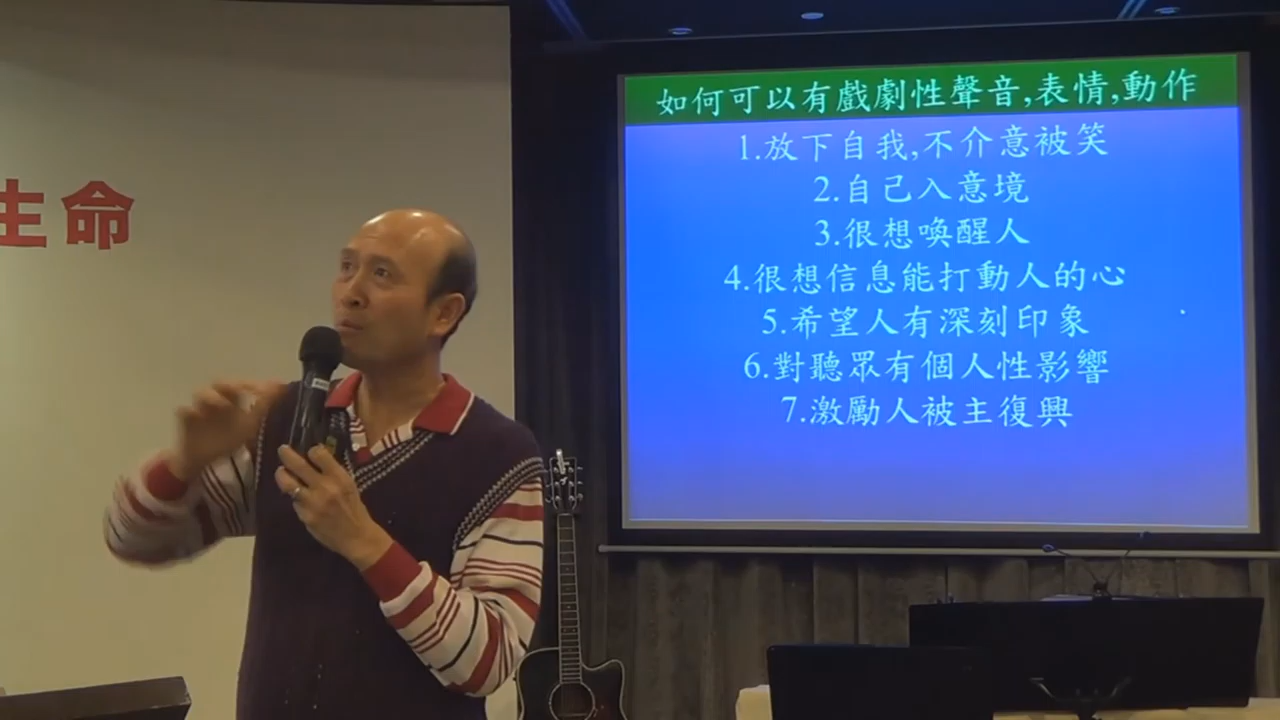 生命
如何可以有戲劇性聲音,表情,動作
1.放下自我,不介意被笑
2.自己入意境
3.很想喚醒人
4.很想信息能打動人的心
5.希望人有深刻印象
6.對聽眾有個人性影響
7.激勵人被主復興